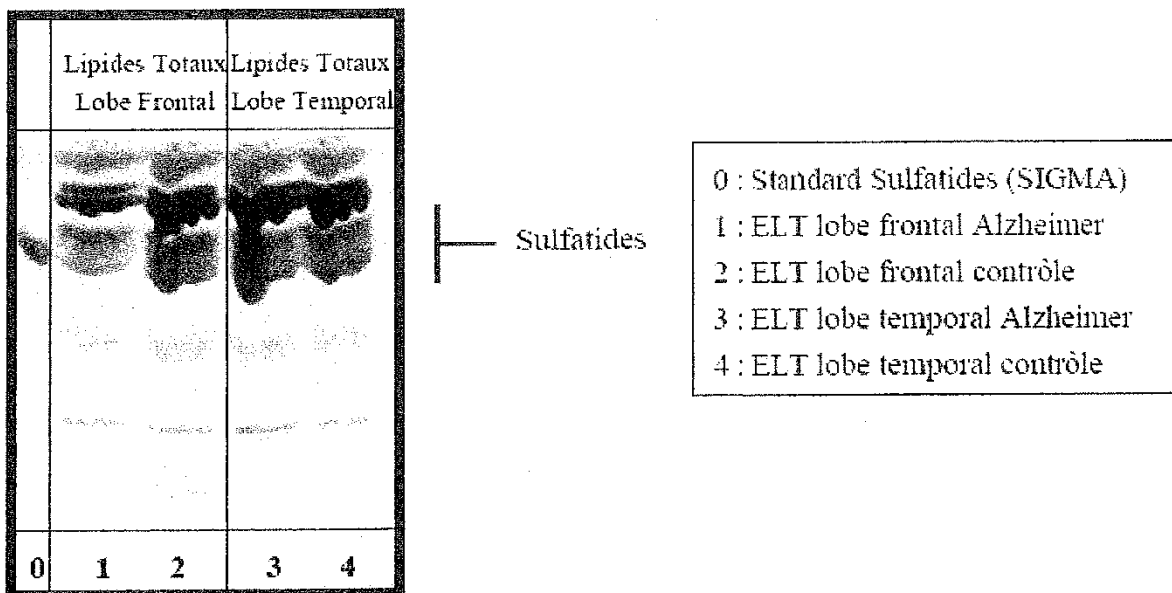 Lipides Totaux
Lobe Frontal
Lipides Totaux
Lobe Temporal
Sulfatides
0 : Standard Sulfatides (SIGMA)
1 : ELT lobe frontal Alzheimer
2 : ELT lobe frontal contrôle
3 : ELT lobe temporal Alzheimer
4 : ELT lobe temporal contrôle
0 1 2 3 4